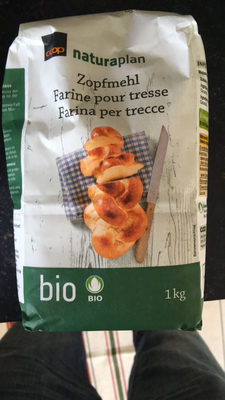 coop
naturaplan
Zopfmehl
Farine pour tresse
Farina per trecce
bio
BIO
1kg